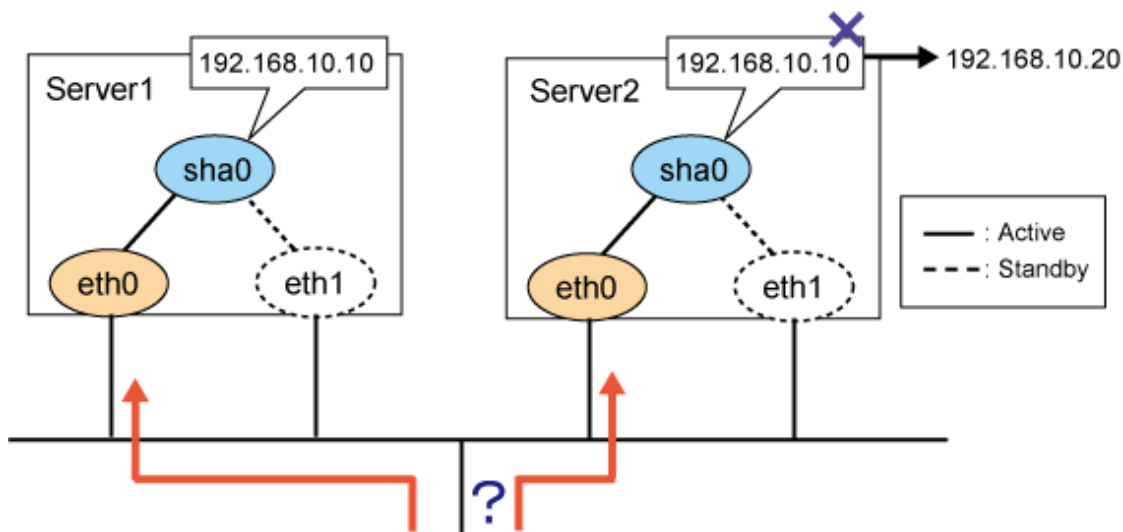 192.168.10.10
Server1
sha0
eth0
eth1
192.168.10.10
192.168.10.20
Server2
sha0
eth0
eth1
: Active
: Standby
?